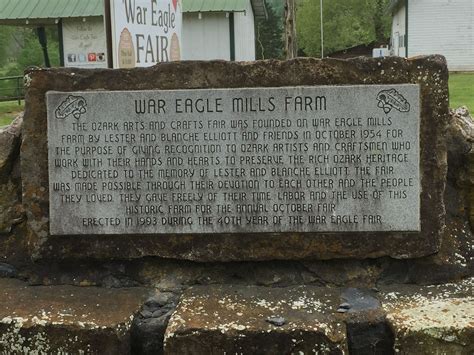 War Eagle
FAIR
WAR EAGLE MILLS FARM
THE OZARK ARTS AND CRAFTS FAIR WAS FOUNDED ON WAR EAGLE MILLS
FARM BY LESTER AND BLANCHE ELLIOTT AND FRIENDS IN OCTOBER 1954 FOR
THE PURPOSE OF GIVING RECOGNITION TO OZARK ARTISTS AND CRAFTSMEN WHO
WORK WITH THEIR HANDS AND HEARTS TO PRESERVE THE RICH OZARK HERITAGE
DEDICATED TO THE MEMORY OF LESTER AND BLANCHE ELLIOTT. THE FAIR
WAS MADE POSSIBLE THROUGH THEIR DEVOTION TO EACH OTHER AND THE PEOPLE
THEY LOVED. THEY GAVE FREELY OF THEIR TIME, LABOR AND THE USE OF THIS
HISTORIC FARM FOR THE ANNUAL OCTOBER FAIR
ERECTED IN 1993 DURING THE 40TH YEAR OF THE WAR EAGLE FAIR